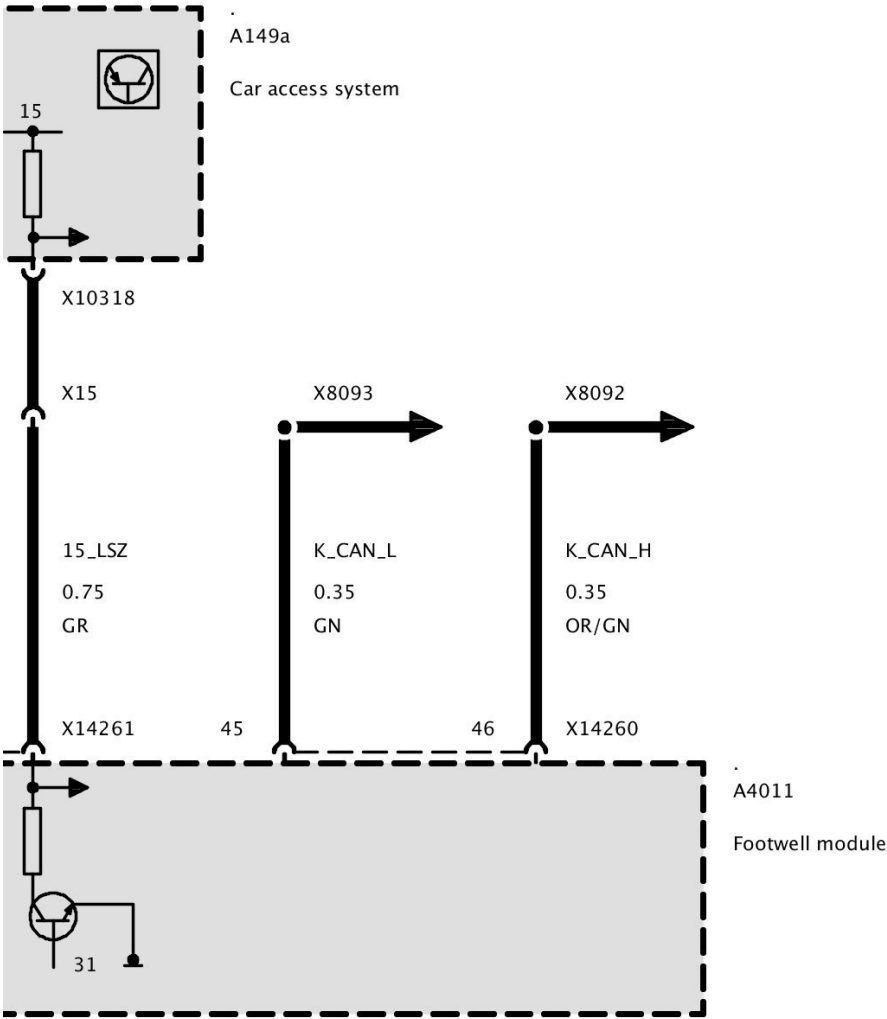 .
A149a
Car access system
15
X10318
X15
X8093
X8092
15_LSZ
K_CAN_L
K_CAN_H
0.75
0.35
0.35
GR
GN
OR/GN
X14261
45
46
X14260
.
A4011
Footwell module
31